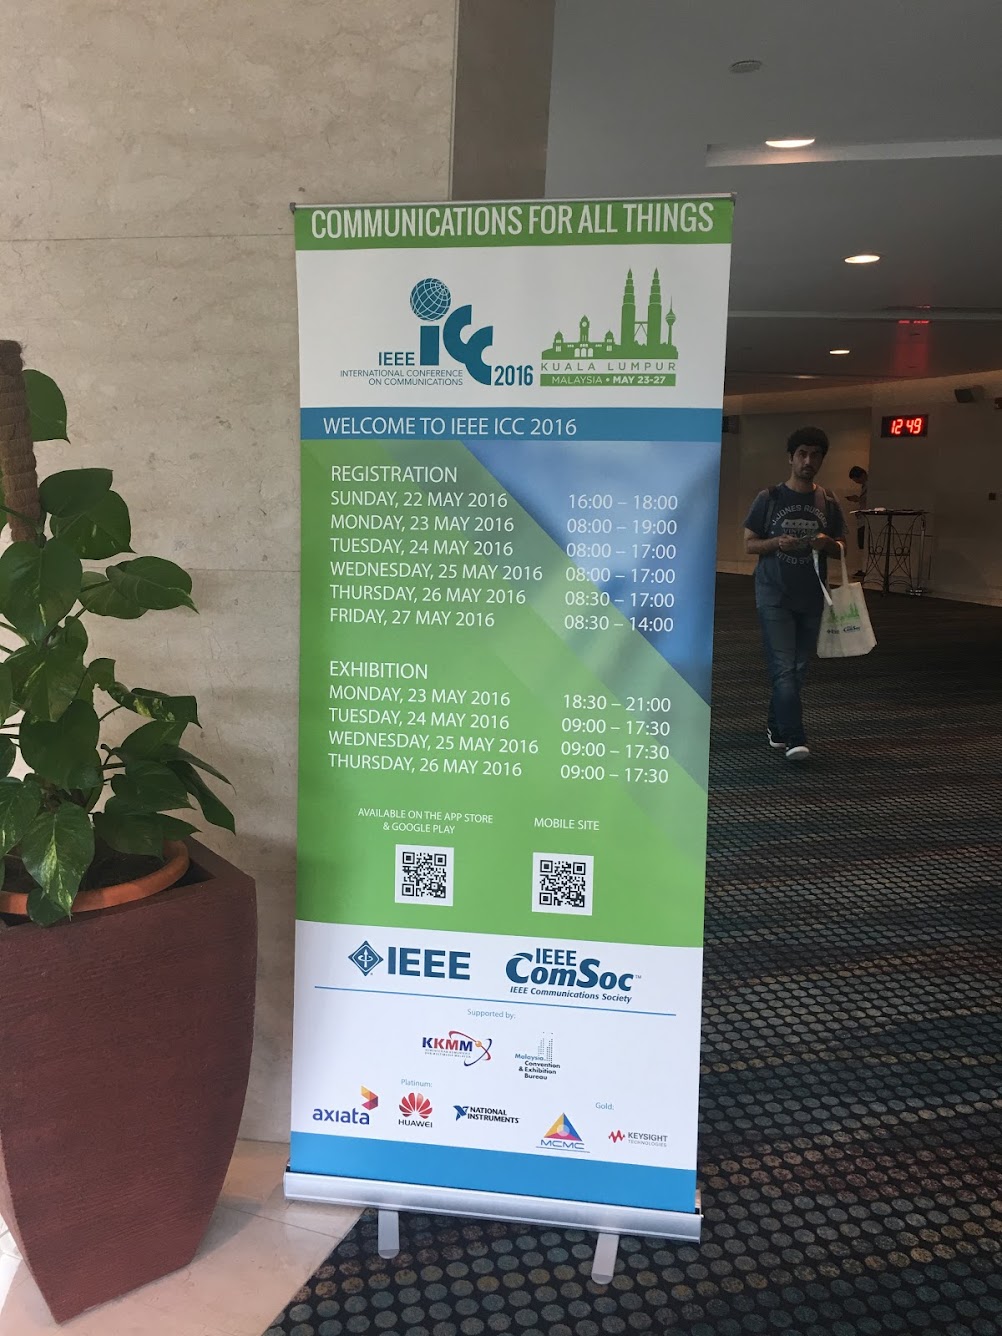 COMMUNICATIONS FOR ALL THINGS
IEEE icc 2016
INTERNATIONAL CONFERENCE
ON COMMUNICATIONS
KUALA LUMPUR
MALAYSIA • MAY 23-27
WELCOME TO IEEE ICC 2016
REGISTRATION
SUNDAY, 22 MAY 2016 16:00 – 18:00
MONDAY, 23 MAY 2016 08:00 – 19:00
TUESDAY, 24 MAY 2016 08:00 – 17:00
WEDNESDAY, 25 MAY 2016 08:00 – 17:00
THURSDAY, 26 MAY 2016 08:30 – 17:00
FRIDAY, 27 MAY 2016 08:30 – 14:00
EXHIBITION
MONDAY, 23 MAY 2016 18:30 – 21:00
TUESDAY, 24 MAY 2016 09:00 – 17:30
WEDNESDAY, 25 MAY 2016 09:00 – 17:30
THURSDAY, 26 MAY 2016 09:00 – 17:30
AVAILABLE ON THE APP STORE
& GOOGLE PLAY
MOBILE SITE
IEEE
IEEE
ComSoc™
IEEE Communications Society
Supported by:
KKMM
Malaysia
Convention
& Exhibition
Bureau
Platinum:
axiata
HUAWEI
NATIONAL
INSTRUMENTS
Gold:
MCMC
KEYSIGHT
TECHNOLOGIES
12:49